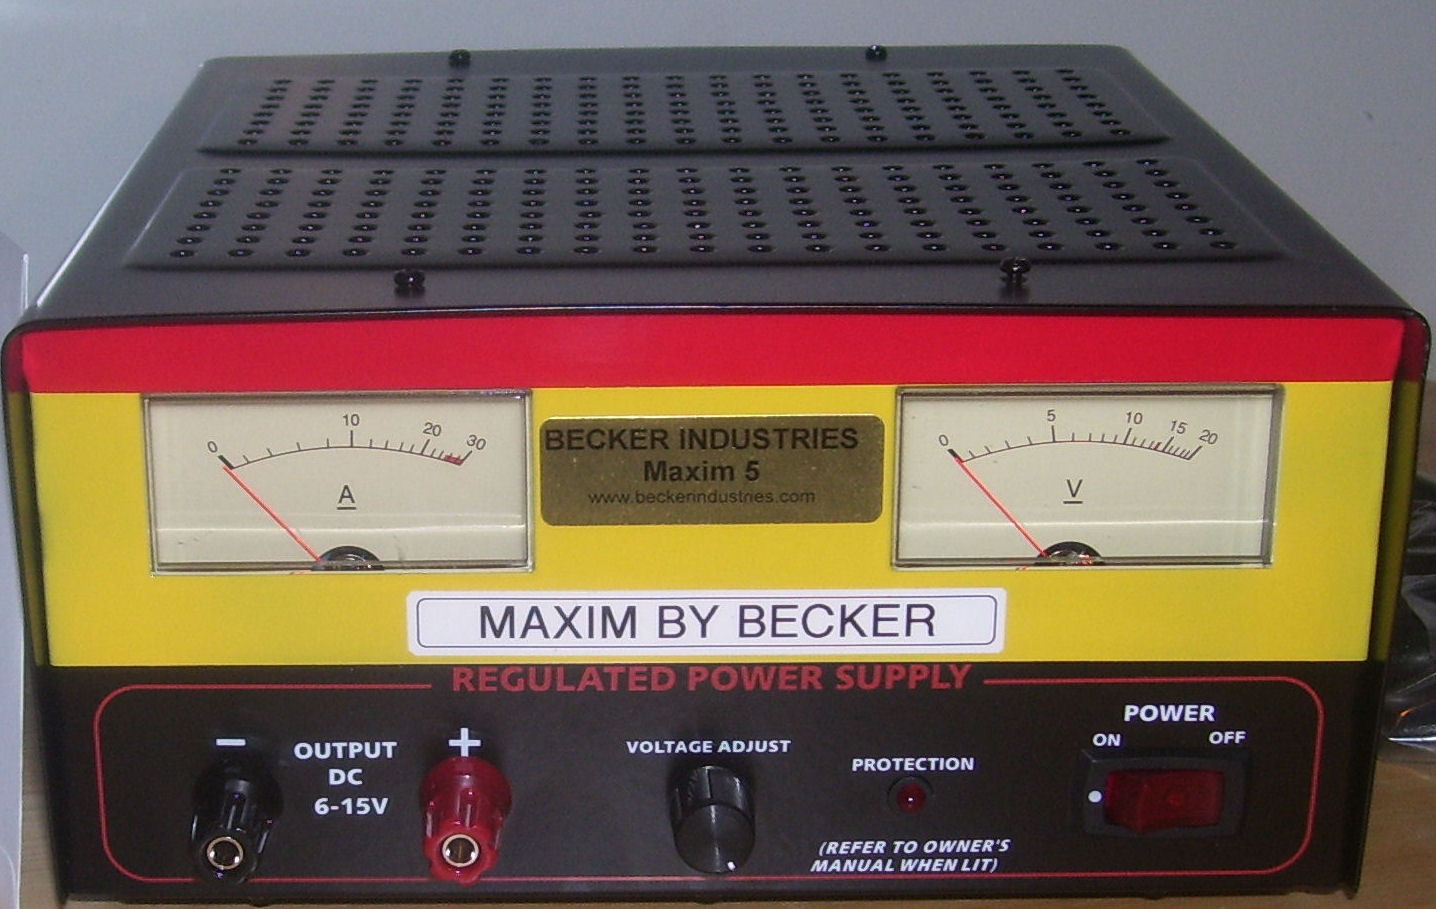 0 10 20 30
A
BECKER INDUSTRIES
Maxim 5
www.beckerindustries.com
0 5 10 15 20
V
MAXIM BY BECKER
REGULATED POWER SUPPLY
− OUTPUT +
DC
6-15V
VOLTAGE ADJUST
PROTECTION
(REFER TO OWNER'S
MANUAL WHEN LIT)
POWER
ON OFF